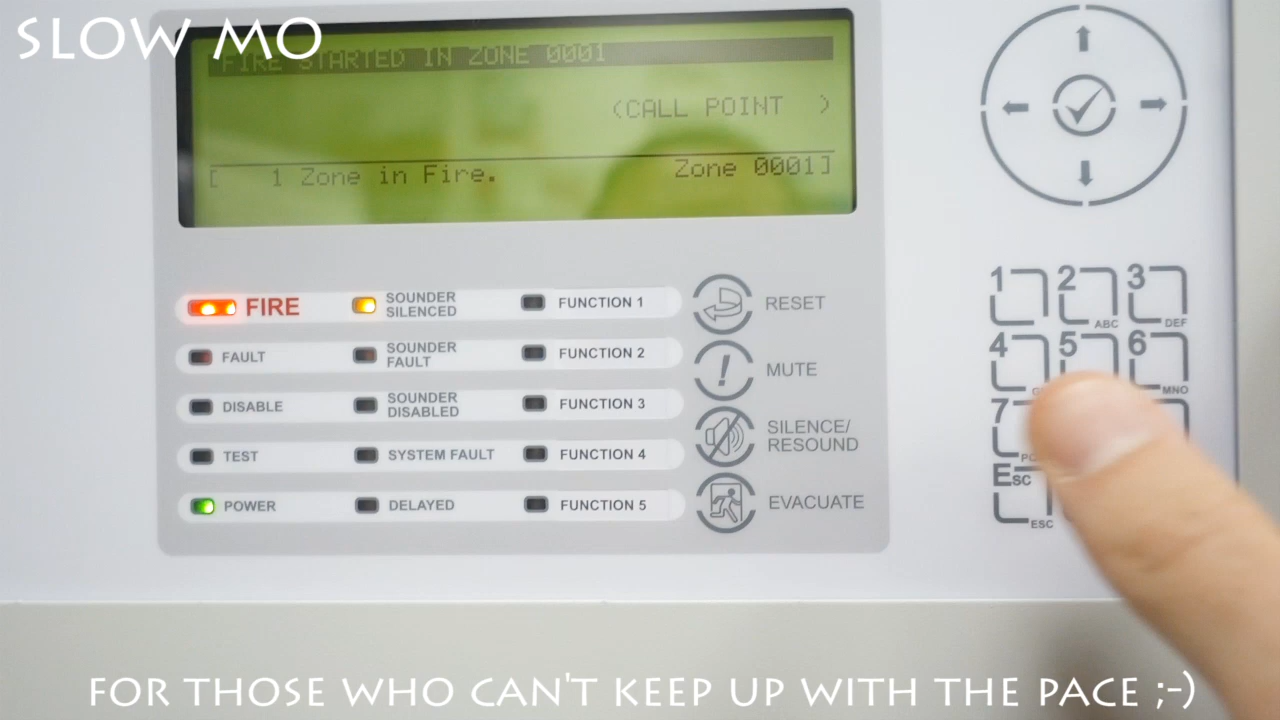 SLOW MO
FIRE STARTED IN ZONE 0001
(CALL POINT )
[ 1 Zone in Fire. Zone 0001]
FIRE
SOUNDER
SILENCED
FUNCTION 1
RESET
FAULT
SOUNDER
FAULT
FUNCTION 2
MUTE
DISABLE
SOUNDER
DISABLED
FUNCTION 3
SILENCE/
RESOUND
TEST
SYSTEM FAULT
FUNCTION 4
POWER
DELAYED
FUNCTION 5
EVACUATE
1
2
ABC
3
DEF
4
5
6
MNO
7
ESC
ESC
FOR THOSE WHO CAN'T KEEP UP WITH THE PACE ;-)